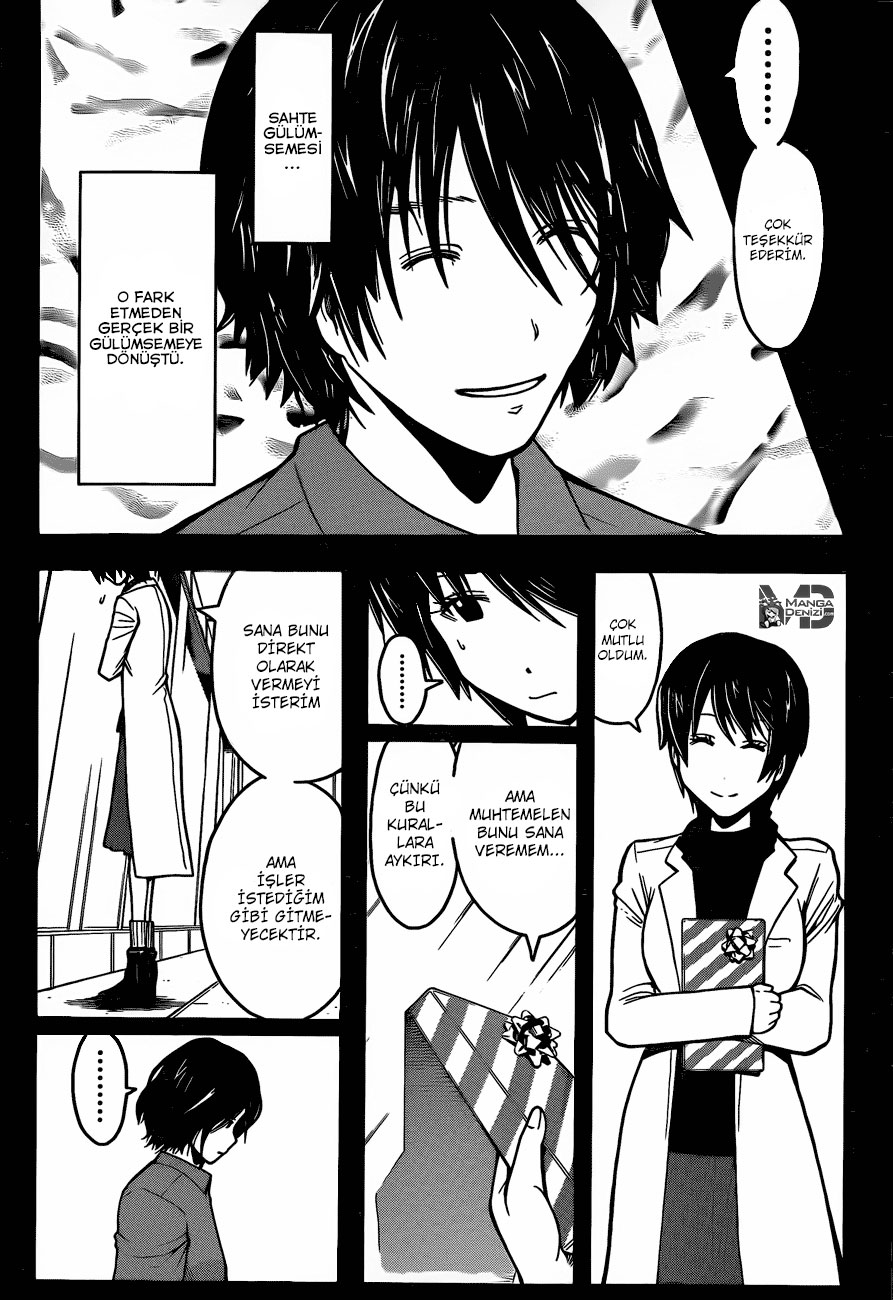 ........
ÇOK
TEŞEKKÜR
EDERİM.
SAHTE
GÜLÜM-
SEMESİ
...
O FARK
ETMEDEN
GERÇEK BİR
GÜLÜMSEMEYE
DÖNÜŞTÜ.
MANGA
DENİZİ.com
ÇOK
MUTLU
OLDUM.
........
AMA
MUHTEMELEN
BUNU SANA
VEREMEM...
ÇÜNKÜ
BU
KURAL-
LARA
AYKIRI.
SANA BUNU
DİREKT
OLARAK
VERMEYİ
İSTERİM
AMA
İŞLER
İSTEDİĞİM
GİBİ GİTME-
YECEKTİR.
........